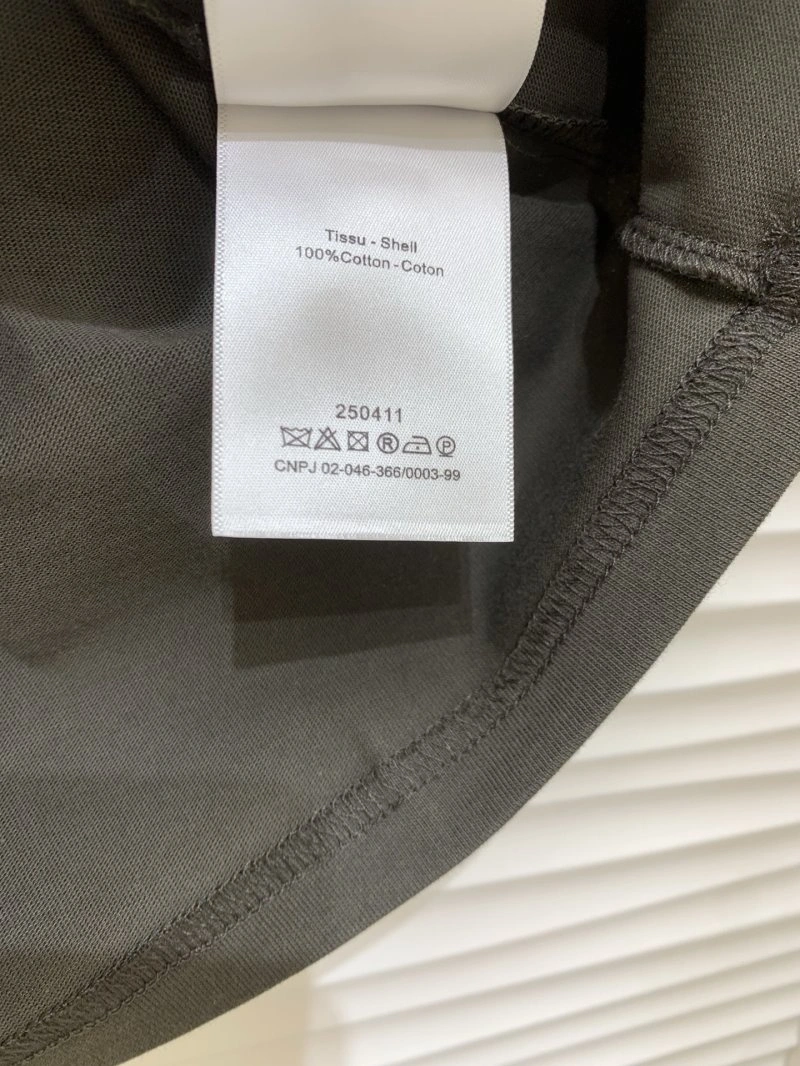 Tissu - Shell
100%Cotton-Coton
250411
CNPJ 02-046-366/0003-99